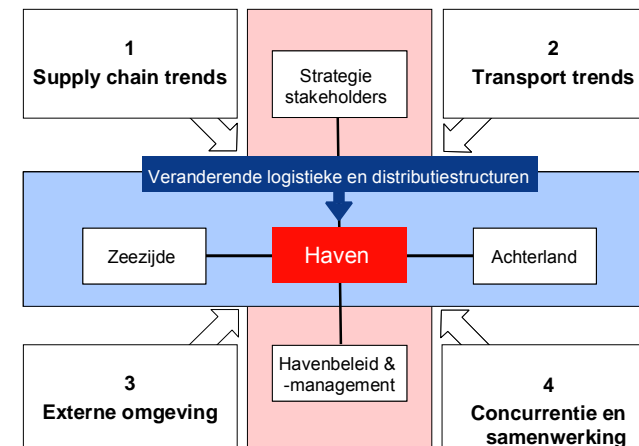 1
Supply chain trends
Strategie
stakeholders
2
Transport trends
Veranderende logistieke en distributiestructuren
Zeezijde
Haven
Achterland
3
Externe omgeving
Havenbeleid &
-management
4
Concurrentie en
samenwerking